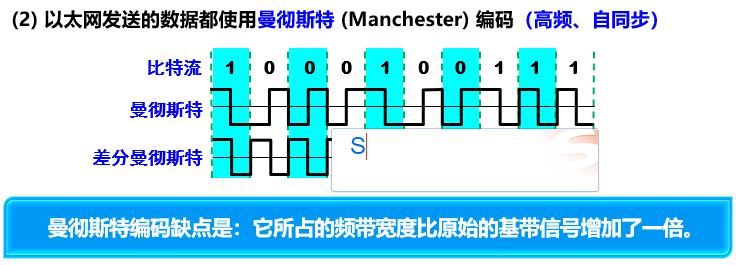 (2) 以太网发送的数据都使用曼彻斯特 (Manchester) 编码（高频、自同步）
比特流 1 0 0 0 1 0 0 1 1 1
曼彻斯特
差分曼彻斯特
S
曼彻斯特编码缺点是：它所占的频带宽度比原始的基带信号增加了一倍。